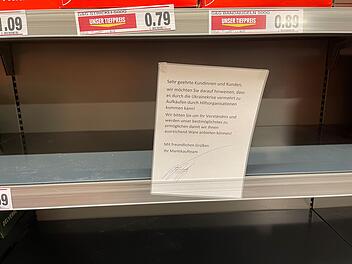 1.09
UNSER TIEFPREIS
0.79
UNSER TIEFPREIS
0.89
Sehr geehrte Kundinnen und Kunden,
wir möchten Sie darauf hinweisen, dass
es durch die Ukrainekrise vermehrt zu
Aufkäufen durch Hilfsorganisationen
kommen kann!
Wir bitten Sie um Ihr Verständnis und
werden unser bestmöglichstes zu
ermöglichen damit wir Ihnen
ausreichend Ware anbieten können!
Mit freundlichen Grüßen
Ihr Marktkaufteam